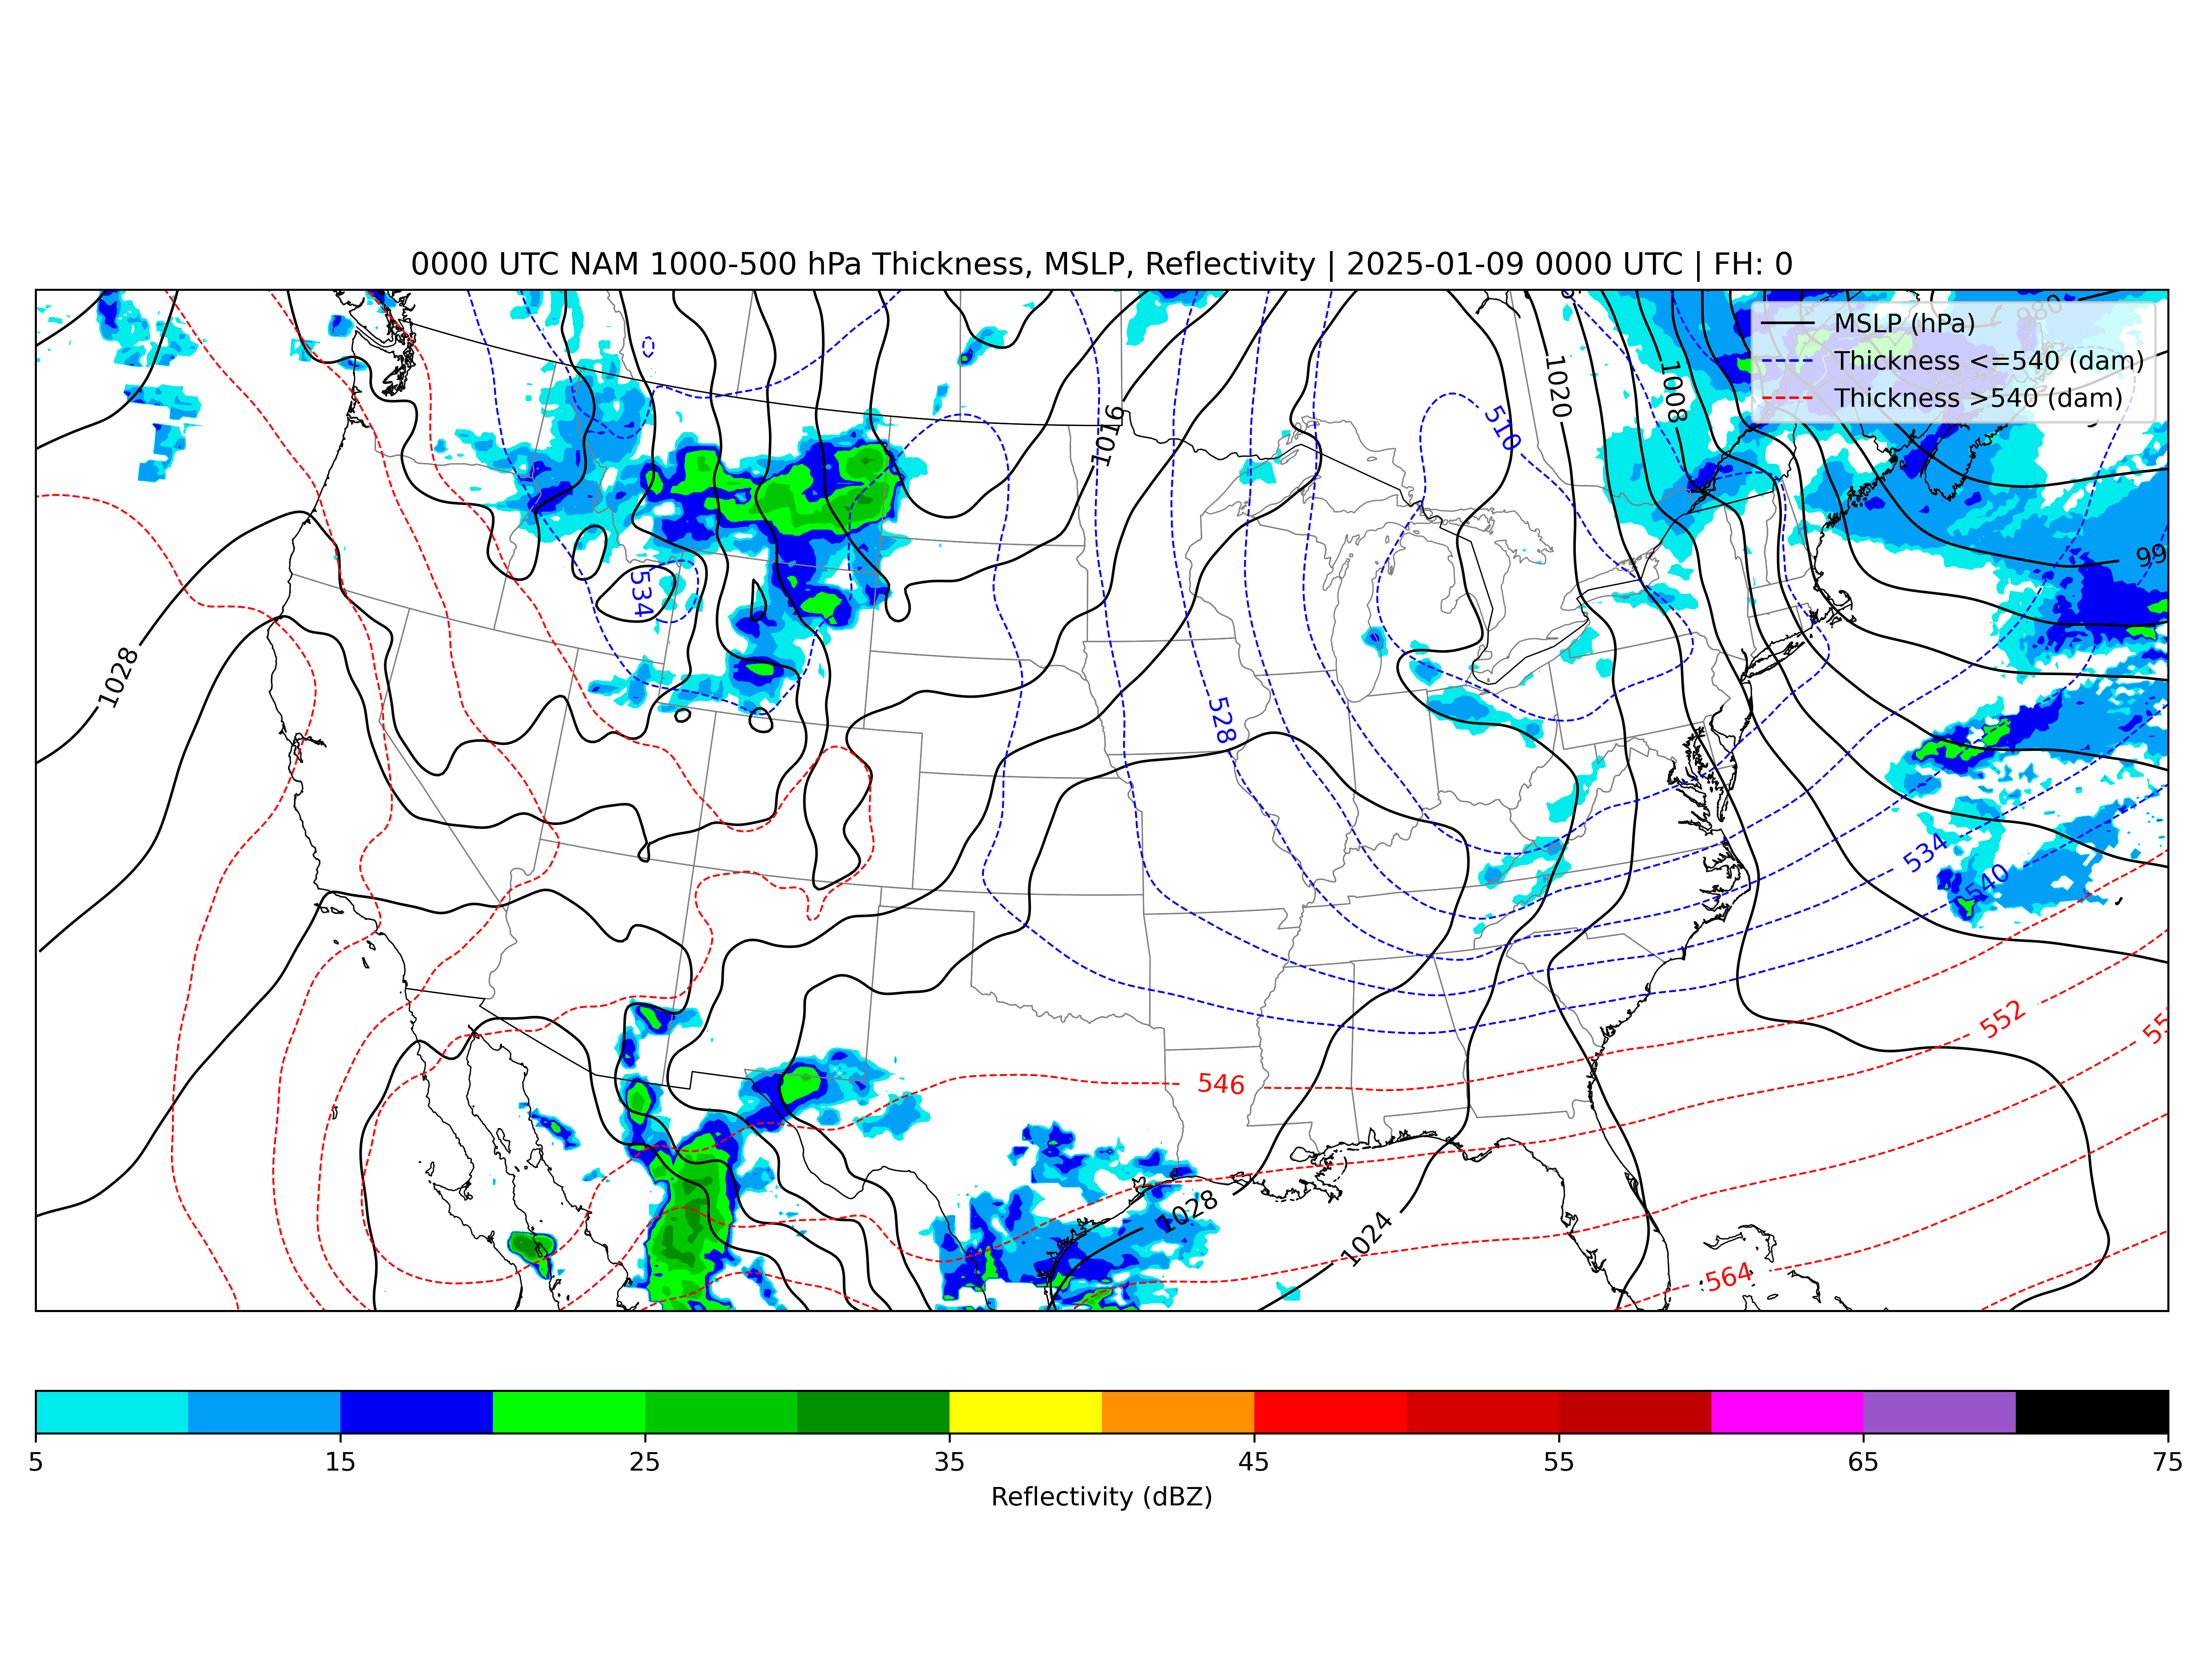 0000 UTC NAM 1000-500 hPa Thickness, MSLP, Reflectivity | 2025-01-09 0000 UTC | FH: 0
980
MSLP (hPa)
Thickness <=540 (dam)
Thickness >540 (dam)
1020
1008
1016
510
99
534
1028
528
534
540
552
55
546
1028
1024
564
5 15 25 35 45 55 65 75
Reflectivity (dBZ)